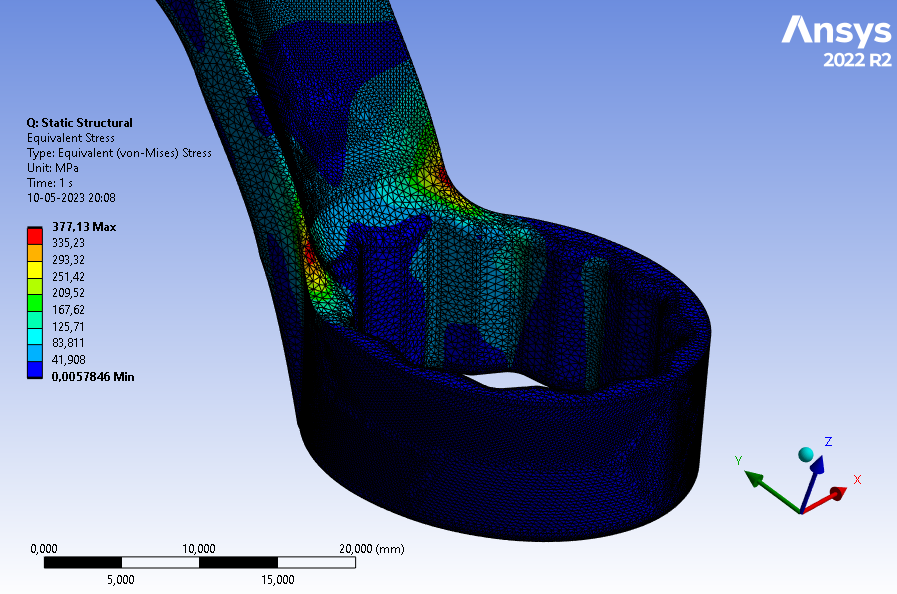 Ansys
2022 R2
Q: Static Structural
Equivalent Stress
Type: Equivalent (von-Mises) Stress
Unit: MPa
Time: 1 s
10-05-2023 20:08
377,13 Max
335,23
293,32
251,42
209,52
167,62
125,71
83,811
41,908
0,0057846 Min
Z
Y
X
0,000
10,000
20,000 (mm)
5,000
15,000